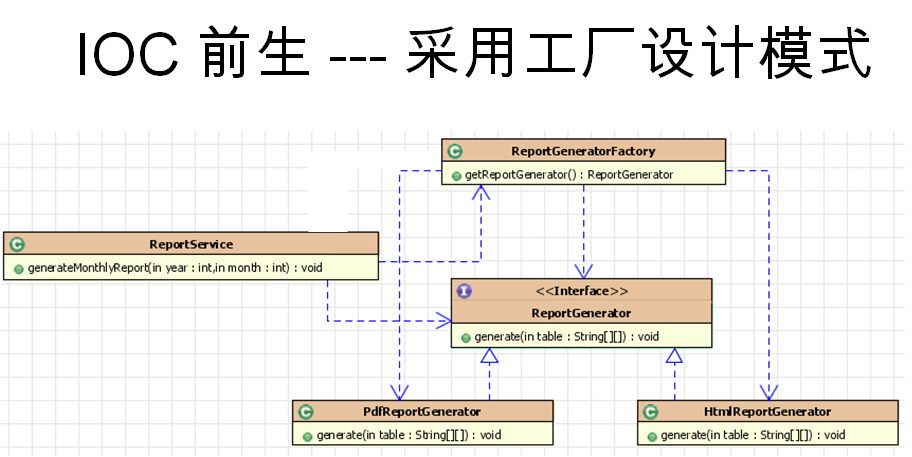 IOC 前生 --- 采用工厂设计模式
ReportGeneratorFactory
getReportGenerator() : ReportGenerator
ReportService
generateMonthlyReport(in year : int,in month : int) : void
<<Interface>>
ReportGenerator
generate(in table : String[][]) : void
PdfReportGenerator
generate(in table : String[][]) : void
HtmlReportGenerator
generate(in table : String[][]) : void